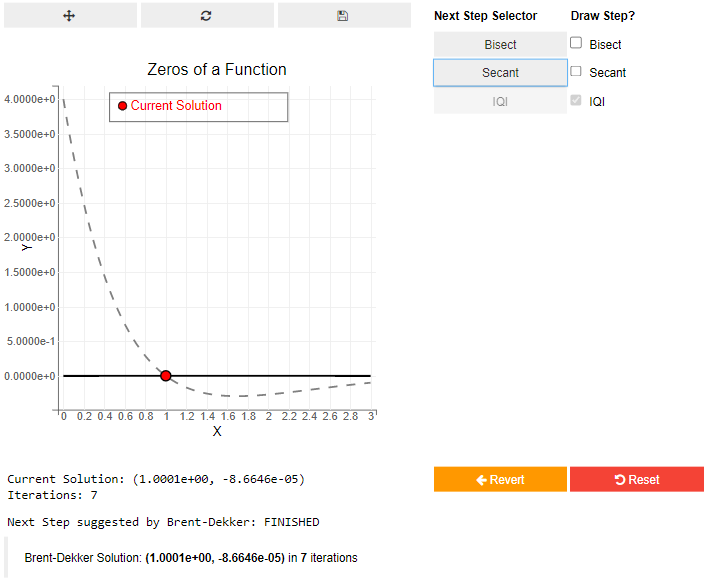 Next Step Selector Draw Step?
Bisect Bisect
Secant Secant
IQI IQI
Zeros of a Function
Current Solution
4.0000e+0
3.5000e+0
3.0000e+0
2.5000e+0
2.0000e+0
1.5000e+0
1.0000e+0
5.0000e-1
0.0000e+0
Y
0 0.2 0.4 0.6 0.8 1 1.2 1.4 1.6 1.8 2 2.2 2.4 2.6 2.8 3
X
Current Solution: (1.0001e+00, -8.6646e-05)
Iterations: 7
Revert Reset
Next Step suggested by Brent-Dekker: FINISHED
Brent-Dekker Solution: (1.0001e+00, -8.6646e-05) in 7 iterations